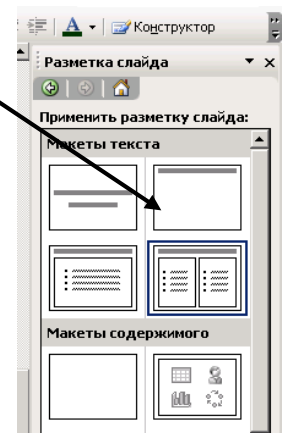 Конструктор
Разметка слайда
Применить разметку слайда:
Макеты текста
Макеты содержимого